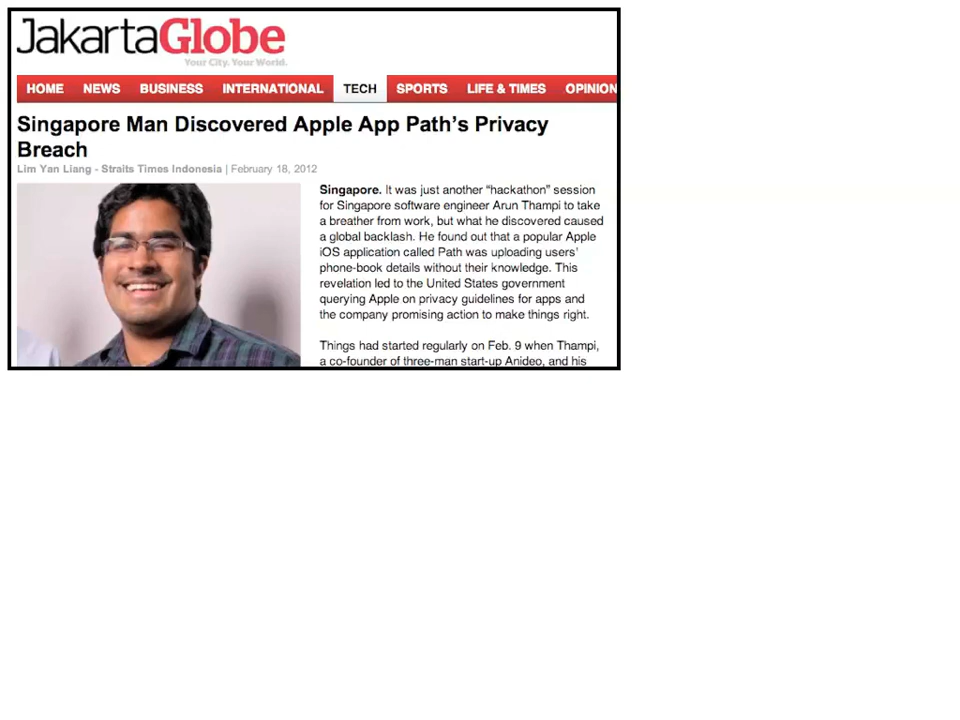 JakartaGlobe
Your City. Your World.
HOME NEWS BUSINESS INTERNATIONAL TECH SPORTS LIFE & TIMES OPINION
Singapore Man Discovered Apple App Path's Privacy
Breach
Lim Yan Liang - Straits Times Indonesia | February 18, 2012
Singapore. It was just another “hackathon” session
for Singapore software engineer Arun Thampi to take
a breather from work, but what he discovered caused
a global backlash. He found out that a popular Apple
iOS application called Path was uploading users’
phone-book details without their knowledge. This
revelation led to the United States government
querying Apple on privacy guidelines for apps and
the company promising action to make things right.
Things had started regularly on Feb. 9 when Thampi,
a co-founder of three-man start-up Anideo, and his